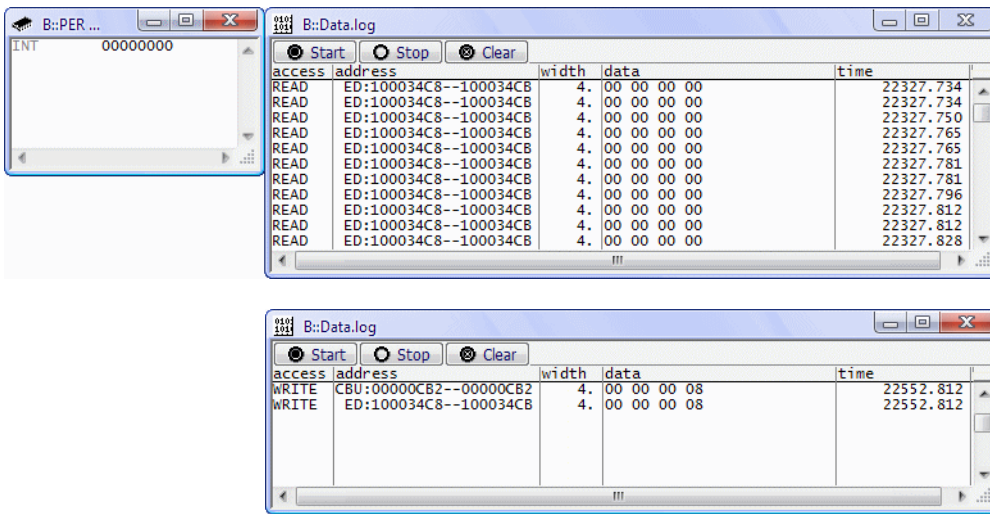 B::PER ...
INT 00000000
B::Data.log
Start Stop Clear
access address width data time
READ ED:100034C8--100034CB 4. 00 00 00 00 22327.734
READ ED:100034C8--100034CB 4. 00 00 00 00 22327.734
READ ED:100034C8--100034CB 4. 00 00 00 00 22327.750
READ ED:100034C8--100034CB 4. 00 00 00 00 22327.765
READ ED:100034C8--100034CB 4. 00 00 00 00 22327.765
READ ED:100034C8--100034CB 4. 00 00 00 00 22327.781
READ ED:100034C8--100034CB 4. 00 00 00 00 22327.781
READ ED:100034C8--100034CB 4. 00 00 00 00 22327.796
READ ED:100034C8--100034CB 4. 00 00 00 00 22327.812
READ ED:100034C8--100034CB 4. 00 00 00 00 22327.812
READ ED:100034C8--100034CB 4. 00 00 00 00 22327.828
B::Data.log
Start Stop Clear
access address width data time
WRITE CBU:00000CB2--00000CB2 4. 00 00 00 08 22552.812
WRITE ED:100034C8--100034CB 4. 00 00 00 08 22552.812